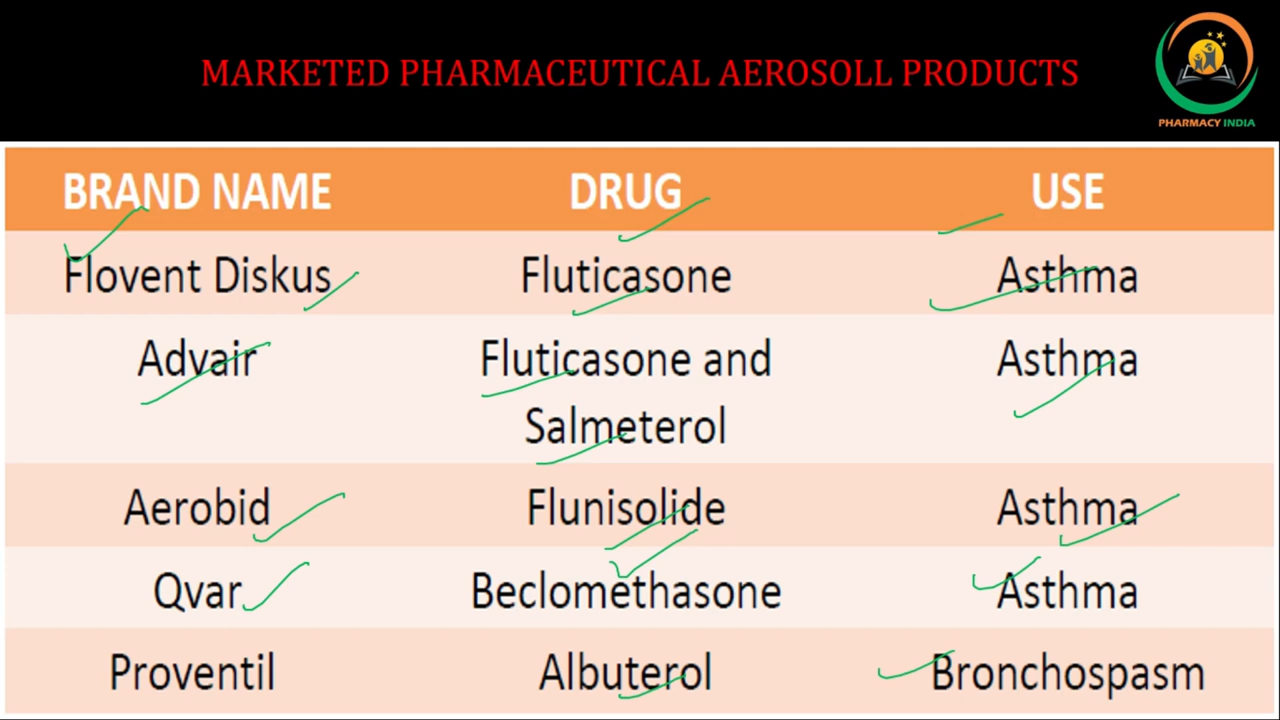 MARKETED PHARMACEUTICAL AEROSOLL PRODUCTS
PHARMACY INDIA
BRAND NAME DRUG USE
Flovent Diskus Fluticasone Asthma
Advair Fluticasone and Asthma
Salmeterol
Aerobid Flunisolide Asthma
Qvar Beclomethasone Asthma
Proventil Albuterol Bronchospasm